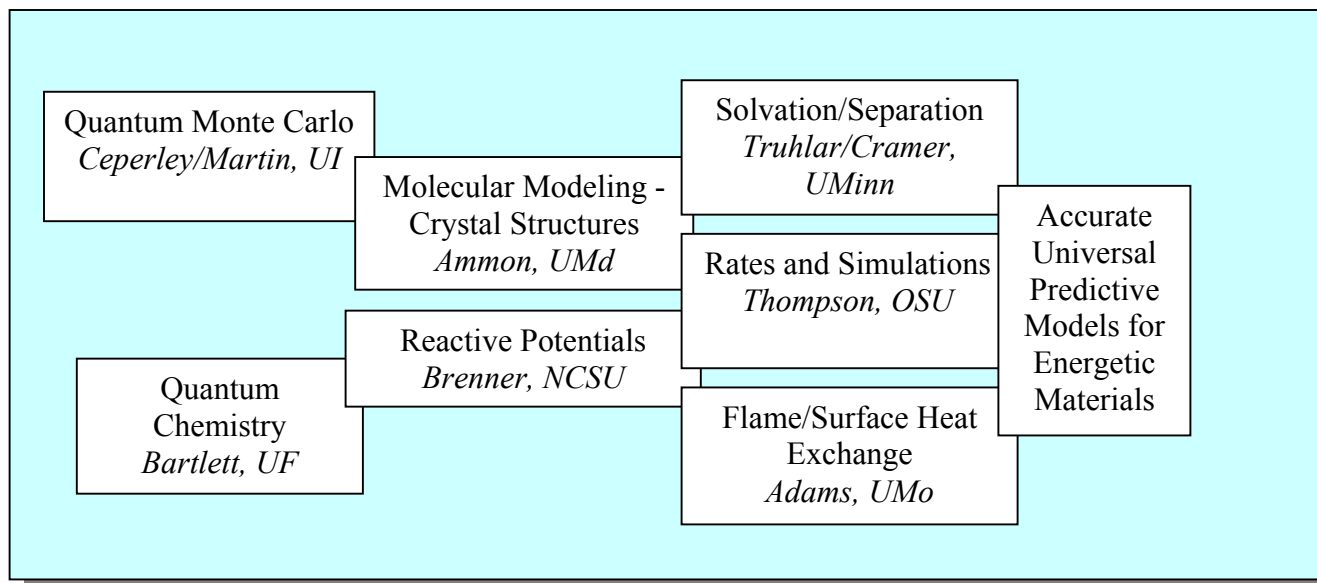 Quantum Monte Carlo
Ceperley/Martin, UI
Molecular Modeling -
Crystal Structures
Ammon, UMd
Reactive Potentials
Brenner, NCSU
Quantum
Chemistry
Bartlett, UF
Solvation/Separation
Truhlar/Cramer,
UMinn
Rates and Simulations
Thompson, OSU
Flame/Surface Heat
Exchange
Adams, UMo
Accurate
Universal
Predictive
Models for
Energetic
Materials